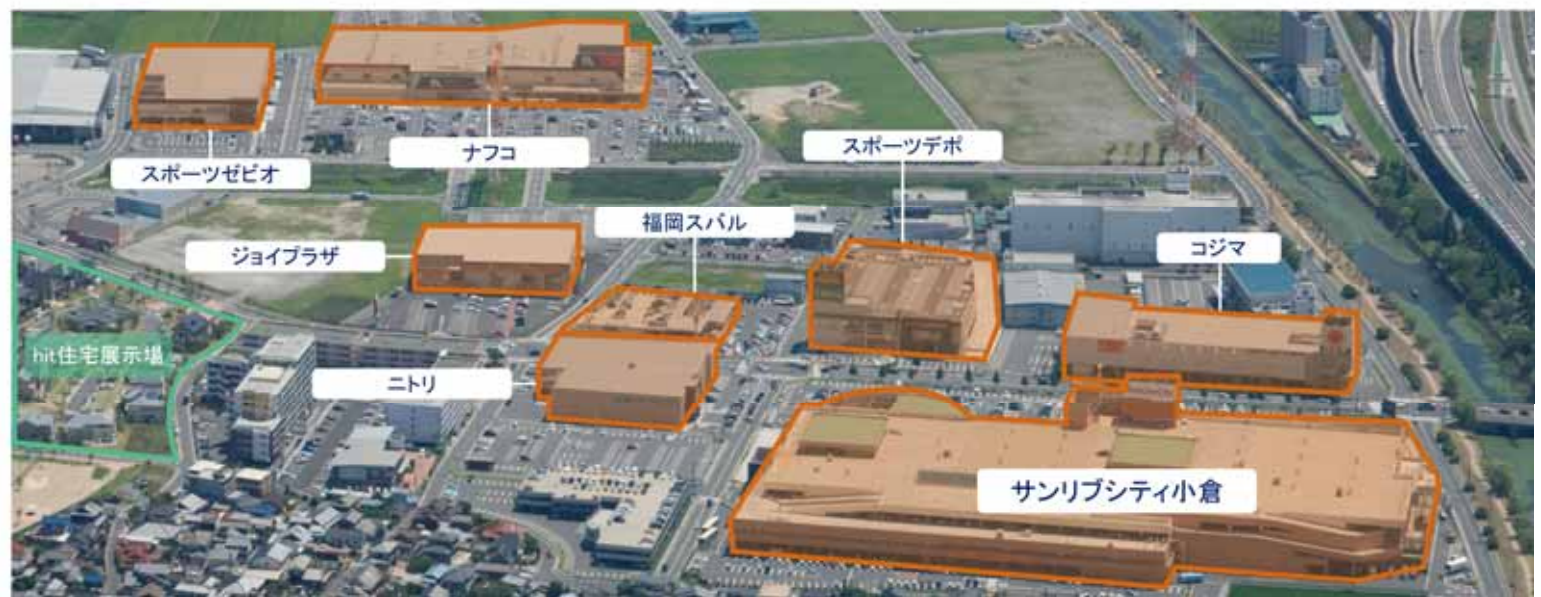 スポーツゼビオ
ナフコ
スポーツデポ
福岡スバル
ジョイプラザ
コジマ
hit住宅展示場
ニトリ
サンリブシティ小倉